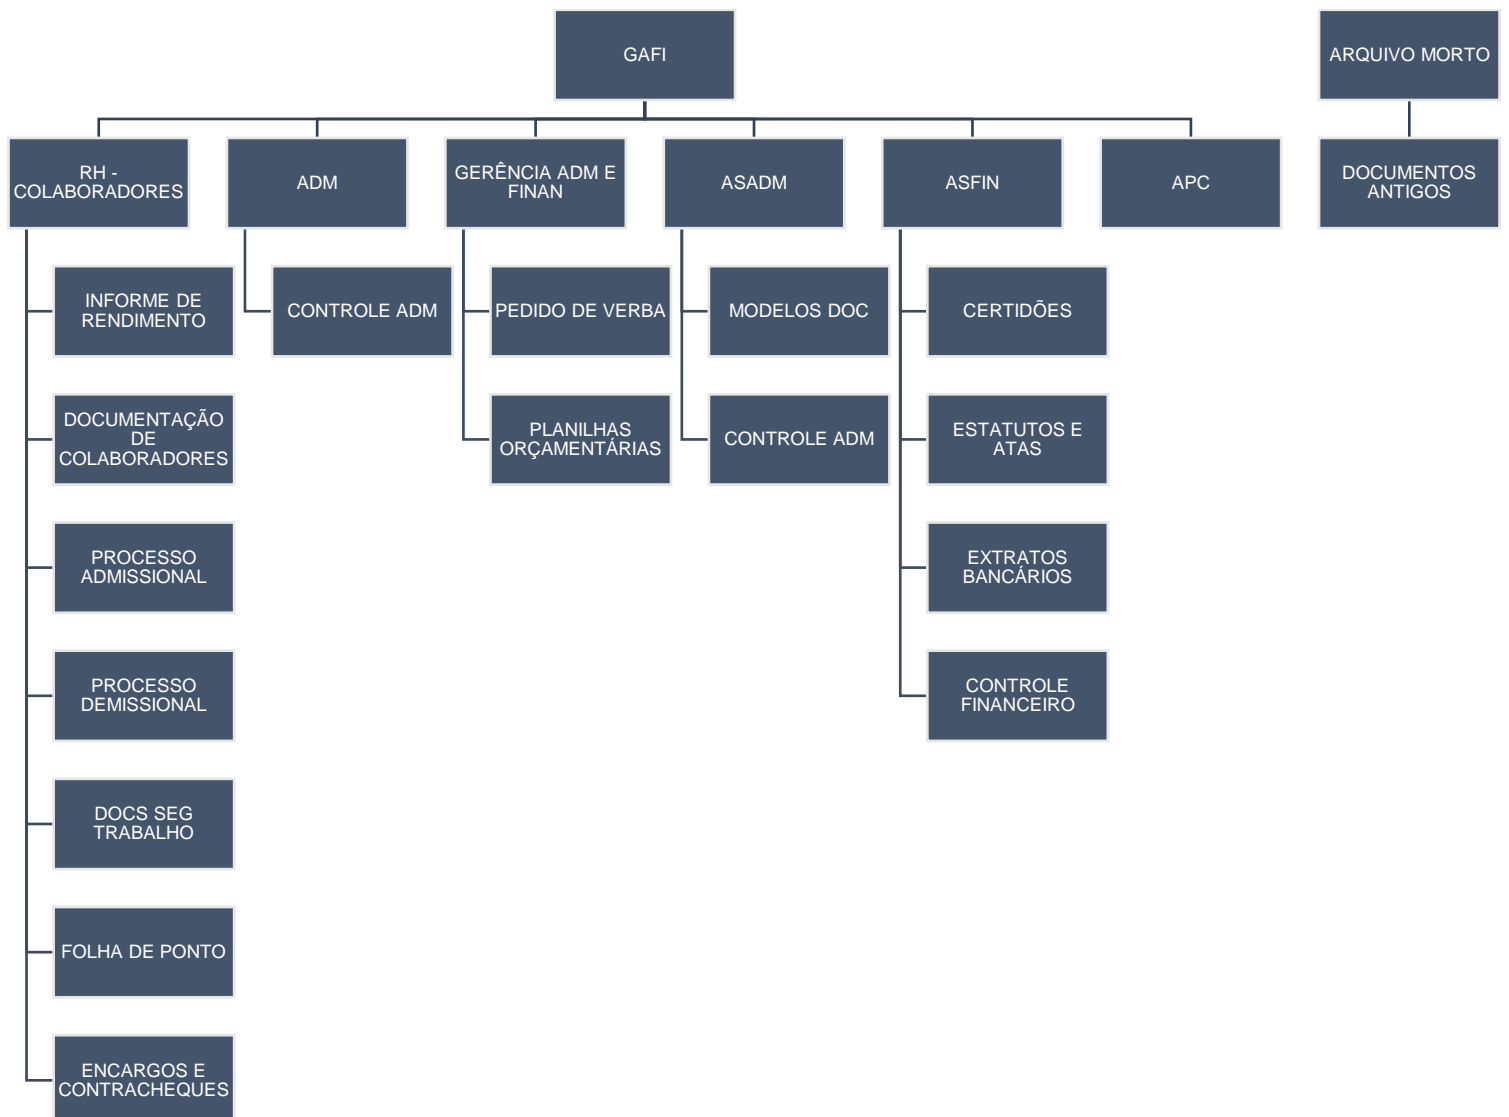 GAFI
ARQUIVO MORTO
RH -
COLABORADORES
ADM
GERÊNCIA ADM E
FINAN
ASADM
ASFIN
APC
DOCUMENTOS
ANTIGOS
INFORME DE
RENDIMENTO
CONTROLE ADM
PEDIDO DE VERBA
MODELOS DOC
CERTIDÕES
DOCUMENTAÇÃO
DE
COLABORADORES
PLANILHAS
ORÇAMENTÁRIAS
CONTROLE ADM
ESTATUTOS E
ATAS
PROCESSO
ADMISSIONAL
EXTRATOS
BANCÁRIOS
PROCESSO
DEMISSIONAL
CONTROLE
FINANCEIRO
DOCS SEG
TRABALHO
FOLHA DE PONTO
ENCARGOS E
CONTRACHEQUES